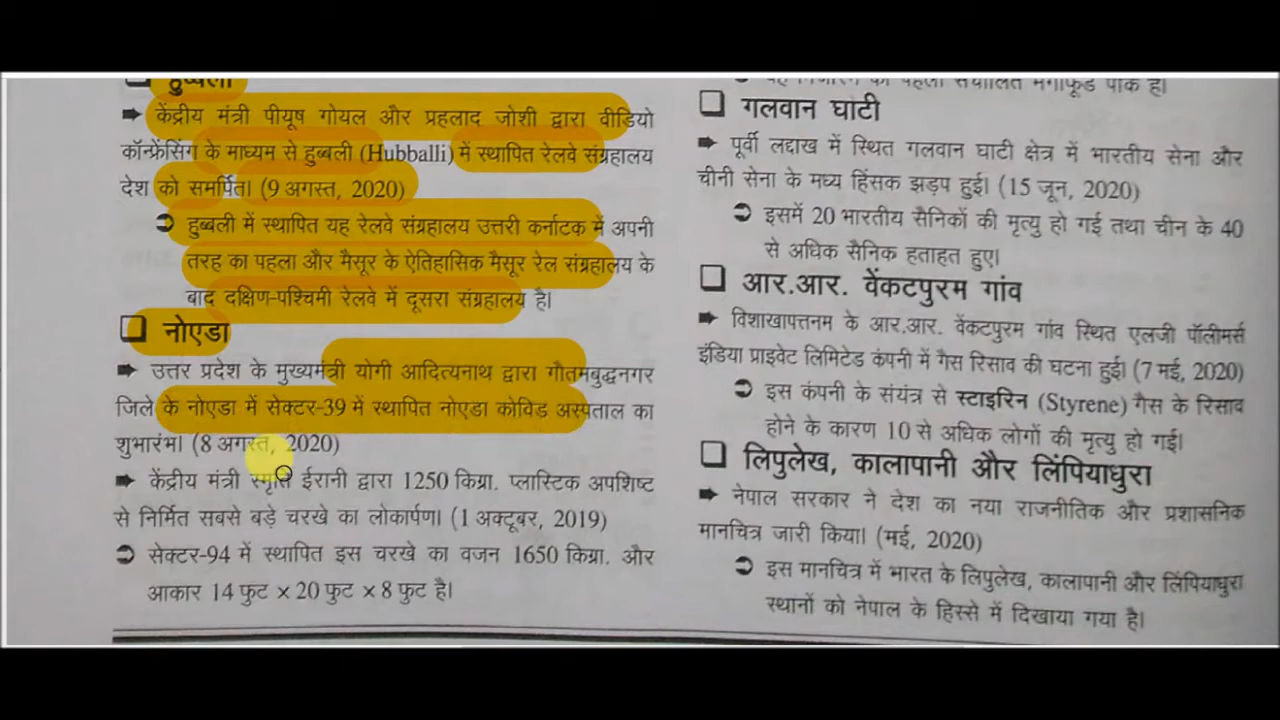 ❑ हुब्बली
➡ केंद्रीय मंत्री पीयूष गोयल और प्रहलाद जोशी द्वारा वीडियो
कॉन्फ्रेंसिंग के माध्यम से हुब्बली (Hubballi) में स्थापित रेलवे संग्रहालय
देश को समर्पित। (9 अगस्त, 2020)
➲ हुब्बली में स्थापित यह रेलवे संग्रहालय उत्तरी कर्नाटक में अपनी
तरह का पहला और मैसूर के ऐतिहासिक मैसूर रेल संग्रहालय के
बाद दक्षिण-पश्चिमी रेलवे में दूसरा संग्रहालय है।
❑ नोएडा
➡ उत्तर प्रदेश के मुख्यमंत्री योगी आदित्यनाथ द्वारा गौतमबुद्धनगर
जिले के नोएडा में सेक्टर-39 में स्थापित नोएडा कोविड अस्पताल का
शुभारंभ। (8 अगस्त, 2020)
➡ केंद्रीय मंत्री स्मृति ईरानी द्वारा 1250 किग्रा. प्लास्टिक अपशिष्ट
से निर्मित सबसे बड़े चरखे का लोकार्पण। (1 अक्टूबर, 2019)
➲ सेक्टर-94 में स्थापित इस चरखे का वजन 1650 किग्रा. और
आकार 14 फुट × 20 फुट × 8 फुट है।
पहला संचालित मेगाफूड पार्क है।
❑ गलवान घाटी
➡ पूर्वी लद्दाख में स्थित गलवान घाटी क्षेत्र में भारतीय सेना और
चीनी सेना के मध्य हिंसक झड़प हुई। (15 जून, 2020)
➲ इसमें 20 भारतीय सैनिकों की मृत्यु हो गई तथा चीन के 40
से अधिक सैनिक हताहत हुए।
❑ आर.आर. वेंकटपुरम गांव
➡ विशाखापत्तनम के आर.आर. वेंकटपुरम गांव स्थित एलजी पॉलीमर्स
इंडिया प्राइवेट लिमिटेड कंपनी में गैस रिसाव की घटना हुई। (7 मई, 2020)
➲ इस कंपनी के संयंत्र से स्टाइरिन (Styrene) गैस के रिसाव
होने के कारण 10 से अधिक लोगों की मृत्यु हो गई।
❑ लिपुलेख, कालापानी और लिंपियाधुरा
➡ नेपाल सरकार ने देश का नया राजनीतिक और प्रशासनिक
मानचित्र जारी किया। (मई, 2020)
➲ इस मानचित्र में भारत के लिपुलेख, कालापानी और लिंपियाधुरा
स्थानों को नेपाल के हिस्से में दिखाया गया है।